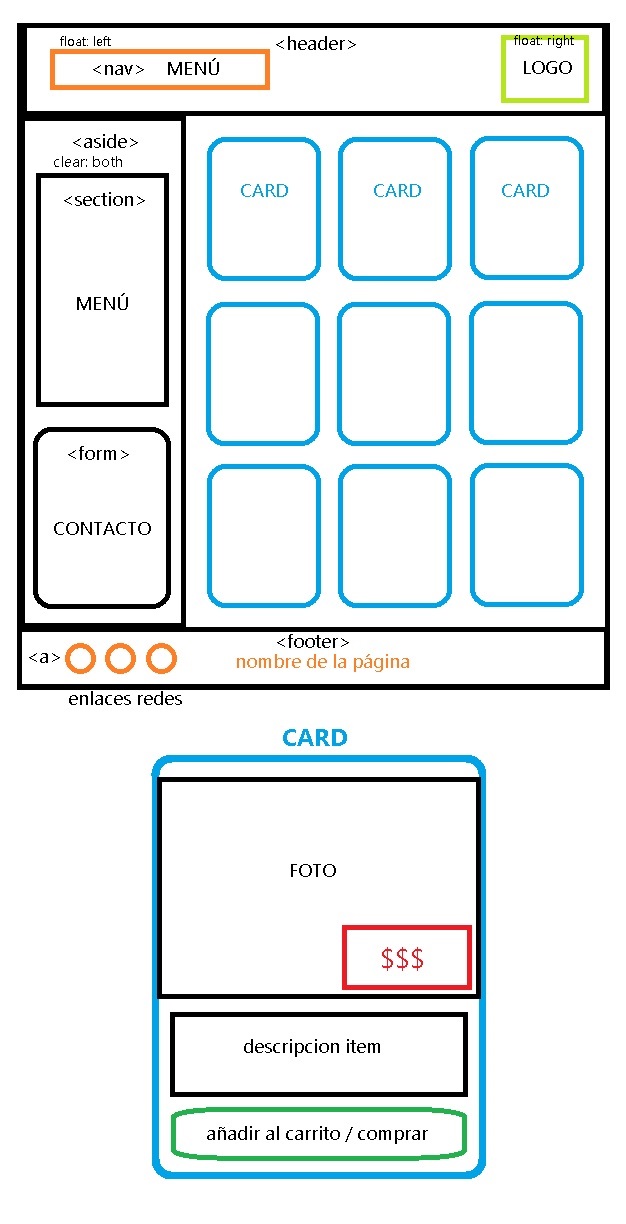 float: left
<header>
float: right
<nav> MENÚ
LOGO
<aside>
clear: both
<section>
MENÚ
<form>
CONTACTO
CARD
CARD
CARD
<footer>
<a>
nombre de la página
enlaces redes
CARD
FOTO
$$$
descripcion item
añadir al carrito / comprar